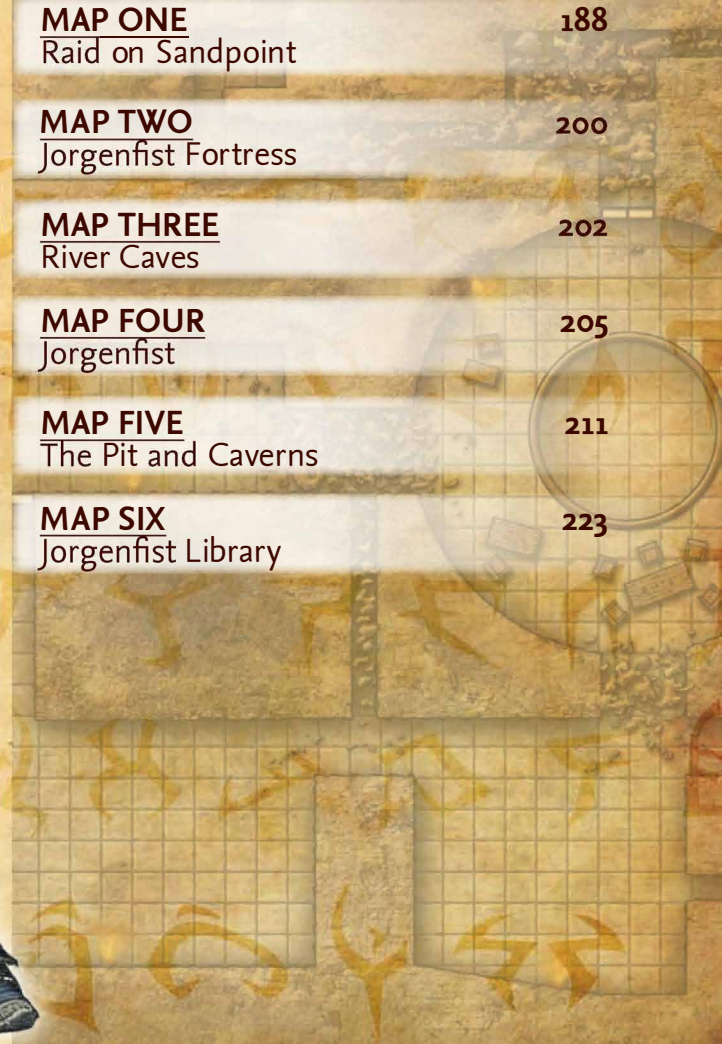 MAP ONE 188
Raid on Sandpoint
MAP TWO 200
Jorgenfist Fortress
MAP THREE 202
River Caves
MAP FOUR 205
Jorgenfist
MAP FIVE 211
The Pit and Caverns
MAP SIX 223
Jorgenfist Library